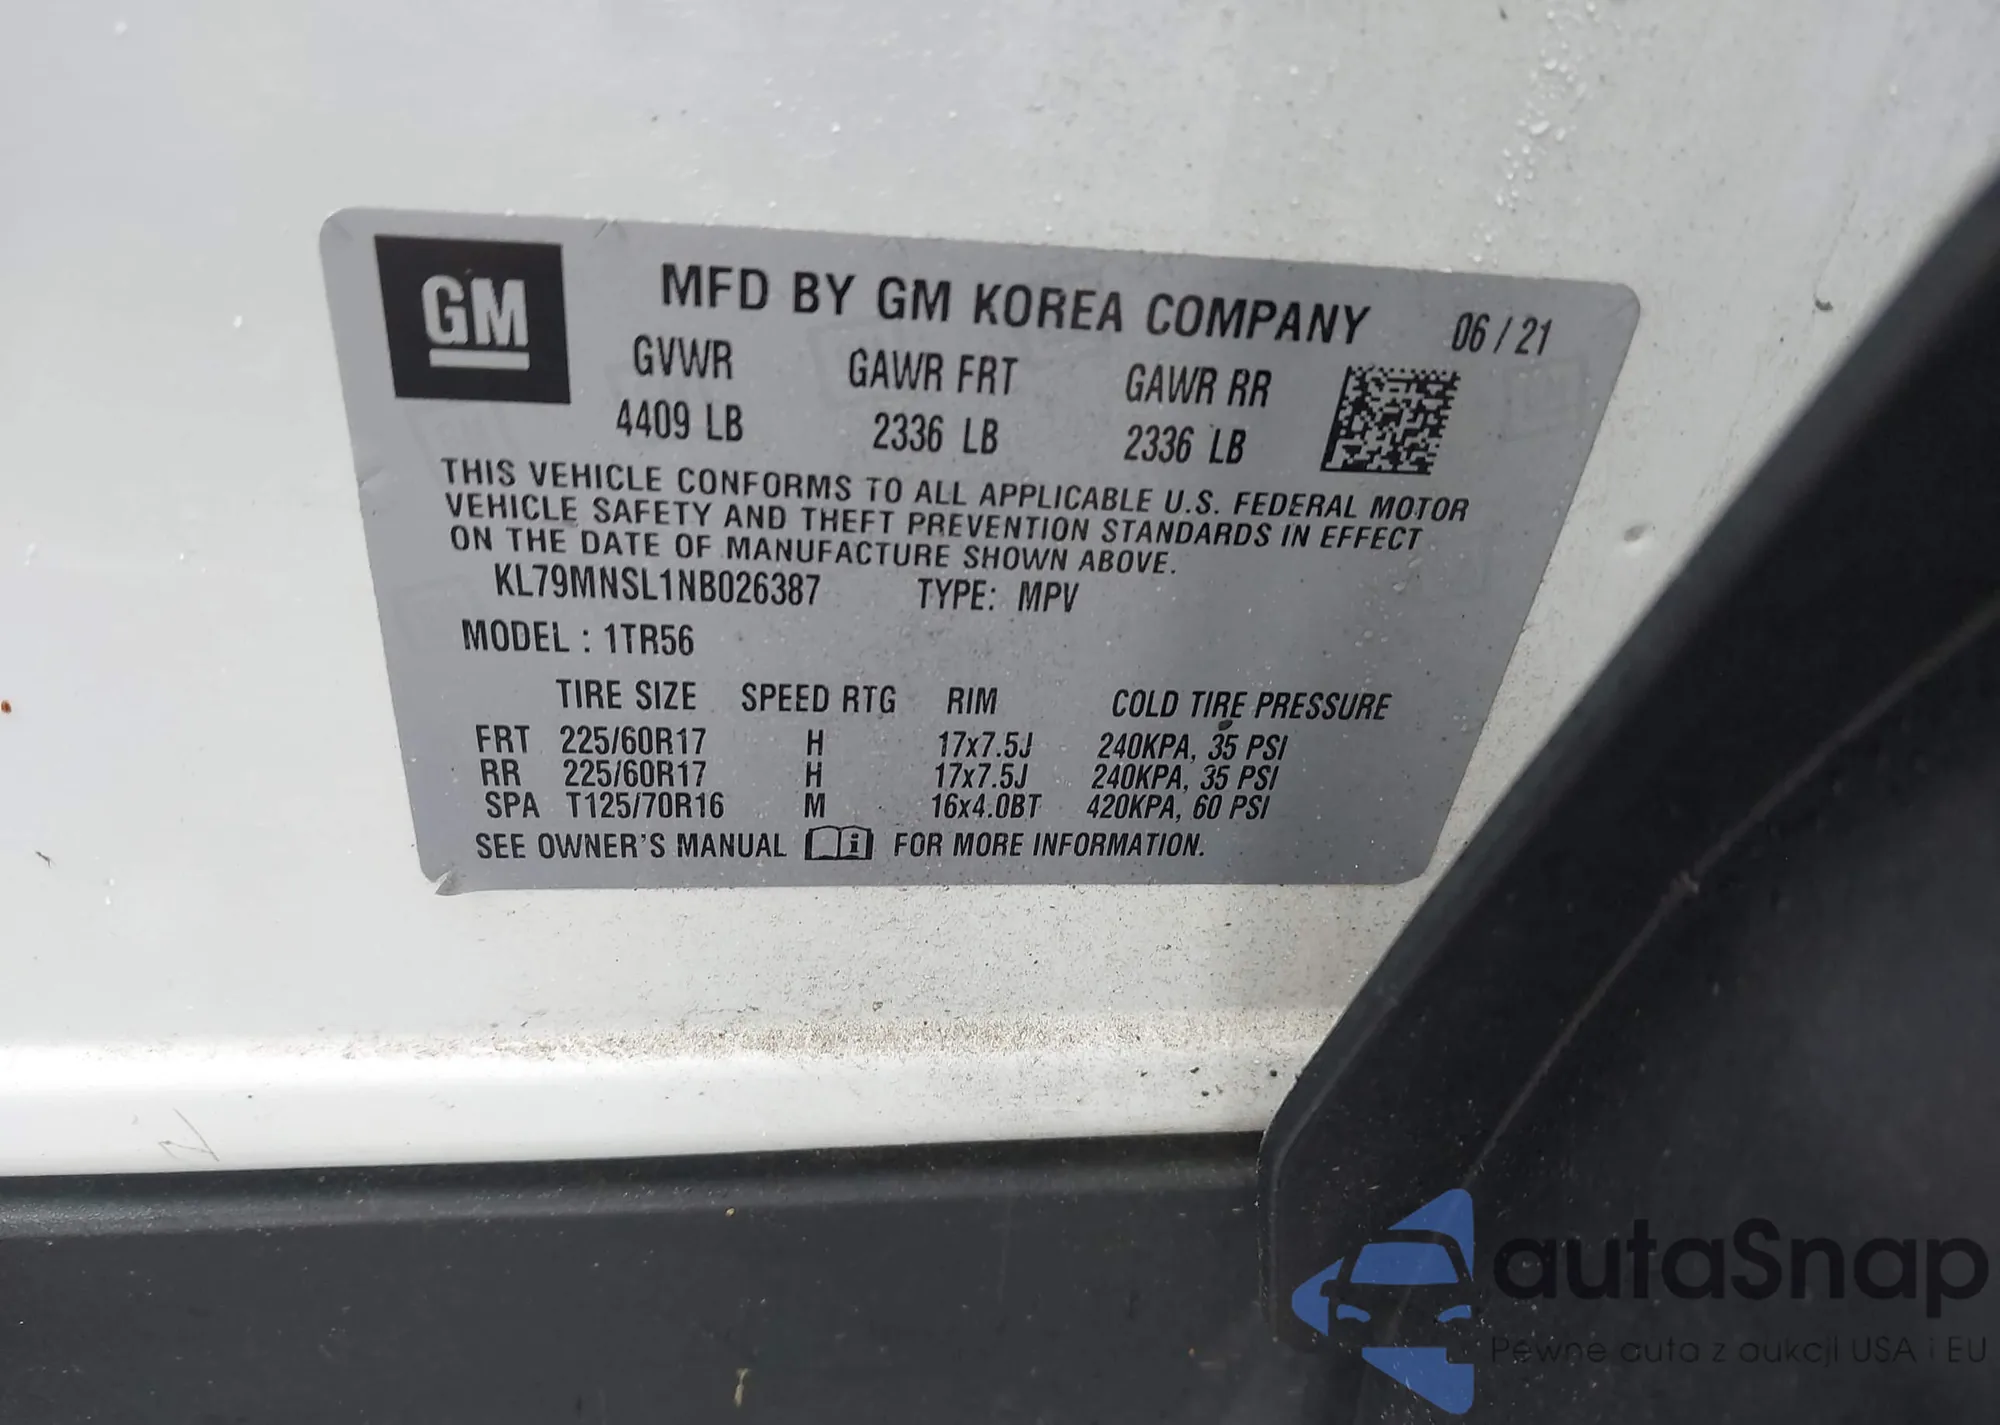 GM
MFD BY GM KOREA COMPANY 06 / 21
GVWR GAWR FRT GAWR RR
4409 LB 2336 LB 2336 LB
THIS VEHICLE CONFORMS TO ALL APPLICABLE U.S. FEDERAL MOTOR
VEHICLE SAFETY AND THEFT PREVENTION STANDARDS IN EFFECT
ON THE DATE OF MANUFACTURE SHOWN ABOVE.
KL79MNSL1NB026387 TYPE: MPV
MODEL : 1TR56
TIRE SIZE SPEED RTG RIM COLD TIRE PRESSURE
FRT 225/60R17 H 17x7.5J 240KPA, 35 PSI
RR 225/60R17 H 17x7.5J 240KPA, 35 PSI
SPA T125/70R16 M 16x4.0BT 420KPA, 60 PSI
SEE OWNER'S MANUAL i FOR MORE INFORMATION.
autaSnap
Pewne auta z aukcji USA i EU